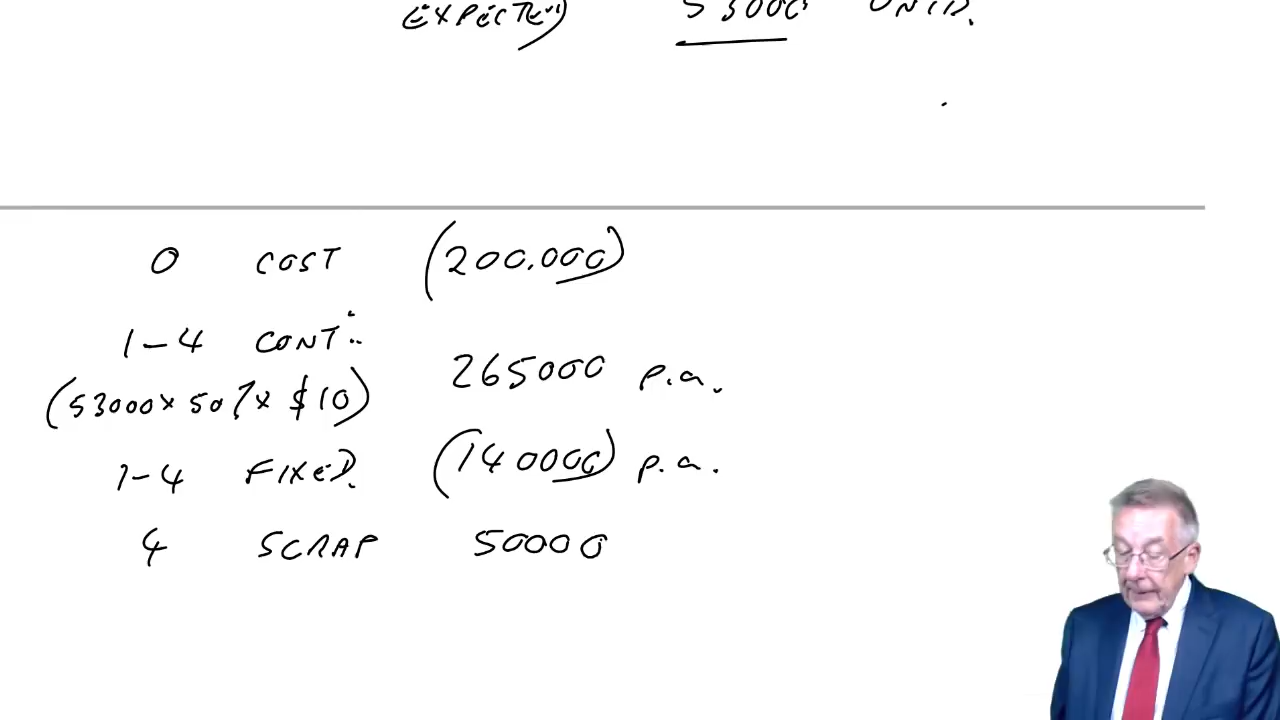 EXPECTED 53000 UNITS.
0 COST (200,000)
1-4 CONT:
265000 p.a.
(53000 x 50% x $10)
1-4 FIXED. (140000) p.a.
4 SCRAP 50000